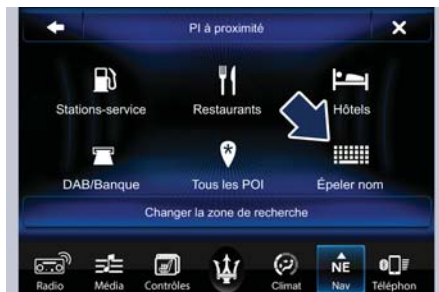 PI à proximité
Stations-service Restaurants Hôtels
DAB/Banque Tous les POI Épeler nom
Changer la zone de recherche
NE
Radio Média Contrôles Climat Nav Téléphon